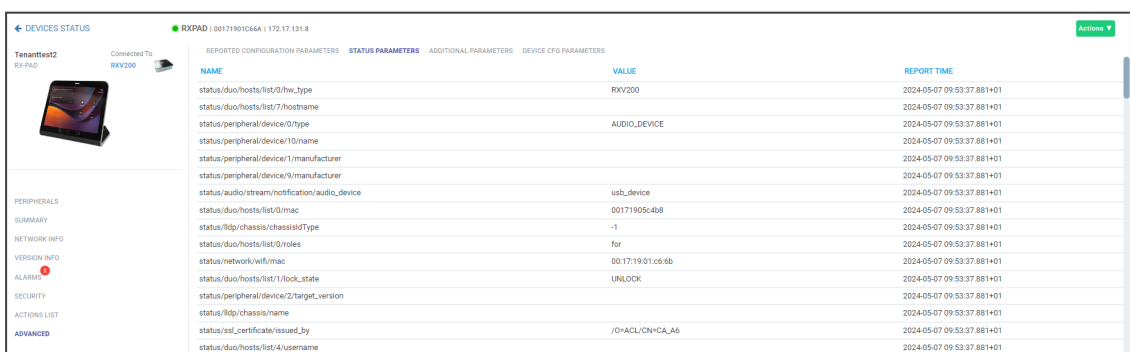 ← DEVICES STATUS
RXPAD | 00171901C66A | 172.17.131.8
Actions ▼
Tenanttest2
RX-PAD
Connected To
RXV200
REPORTED CONFIGURATION PARAMETERS STATUS PARAMETERS ADDITIONAL PARAMETERS DEVICE CFG PARAMETERS
NAME VALUE REPORT TIME
status/duo/hosts/list/0/hw_type RXV200 2024-05-07 09:53:37.881+01
status/duo/hosts/list/7/hostname 2024-05-07 09:53:37.881+01
status/peripheral/device/0/type AUDIO_DEVICE 2024-05-07 09:53:37.881+01
status/peripheral/device/10/name 2024-05-07 09:53:37.881+01
status/peripheral/device/1/manufacturer 2024-05-07 09:53:37.881+01
status/peripheral/device/9/manufacturer 2024-05-07 09:53:37.881+01
status/audio/stream/notification/audio_device usb_device 2024-05-07 09:53:37.881+01
status/duo/hosts/list/0/mac 00171905c4b8 2024-05-07 09:53:37.881+01
status/lldp/chassis/chassisIdType -1 2024-05-07 09:53:37.881+01
status/duo/hosts/list/0/roles for 2024-05-07 09:53:37.881+01
status/network/wifi/mac 00:17:19:01:c6:6b 2024-05-07 09:53:37.881+01
status/duo/hosts/list/1/lock_state UNLOCK 2024-05-07 09:53:37.881+01
status/peripheral/device/2/target_version 2024-05-07 09:53:37.881+01
status/lldp/chassis/name 2024-05-07 09:53:37.881+01
status/ssl_certificate/issued_by /O=ACL/CN=CA_A6 2024-05-07 09:53:37.881+01
status/duo/hosts/list/4/username 2024-05-07 09:53:37.881+01
PERIPHERALS
SUMMARY
NETWORK INFO
VERSION INFO
ALARMS 2
SECURITY
ACTIONS LIST
ADVANCED